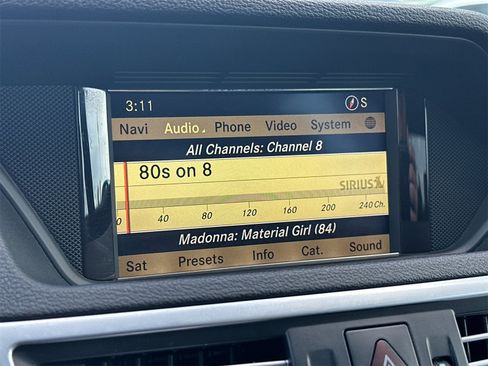 3:11 S
Navi Audio Phone Video System
All Channels: Channel 8
80s on 8
SIRIUS
40 80 120 160 200 240 Ch.
Madonna: Material Girl (84)
Sat Presets Info Cat. Sound